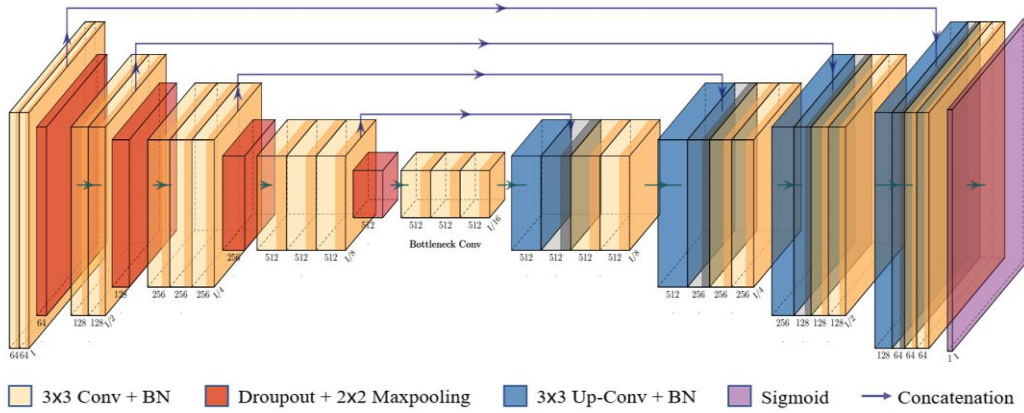 64 64 1
64
128 128 1/2
128
256 256 256 1/4
256
512 512 512 1/8
512
512 512 512 1/16
Bottleneck Conv
512 512 512 512 1/8
512 256 256 256 1/4
256 128 128 128 1/2
128 64 64 64
1 1
3x3 Conv + BN
Droupout + 2x2 Maxpooling
3x3 Up-Conv + BN
Sigmoid
Concatenation